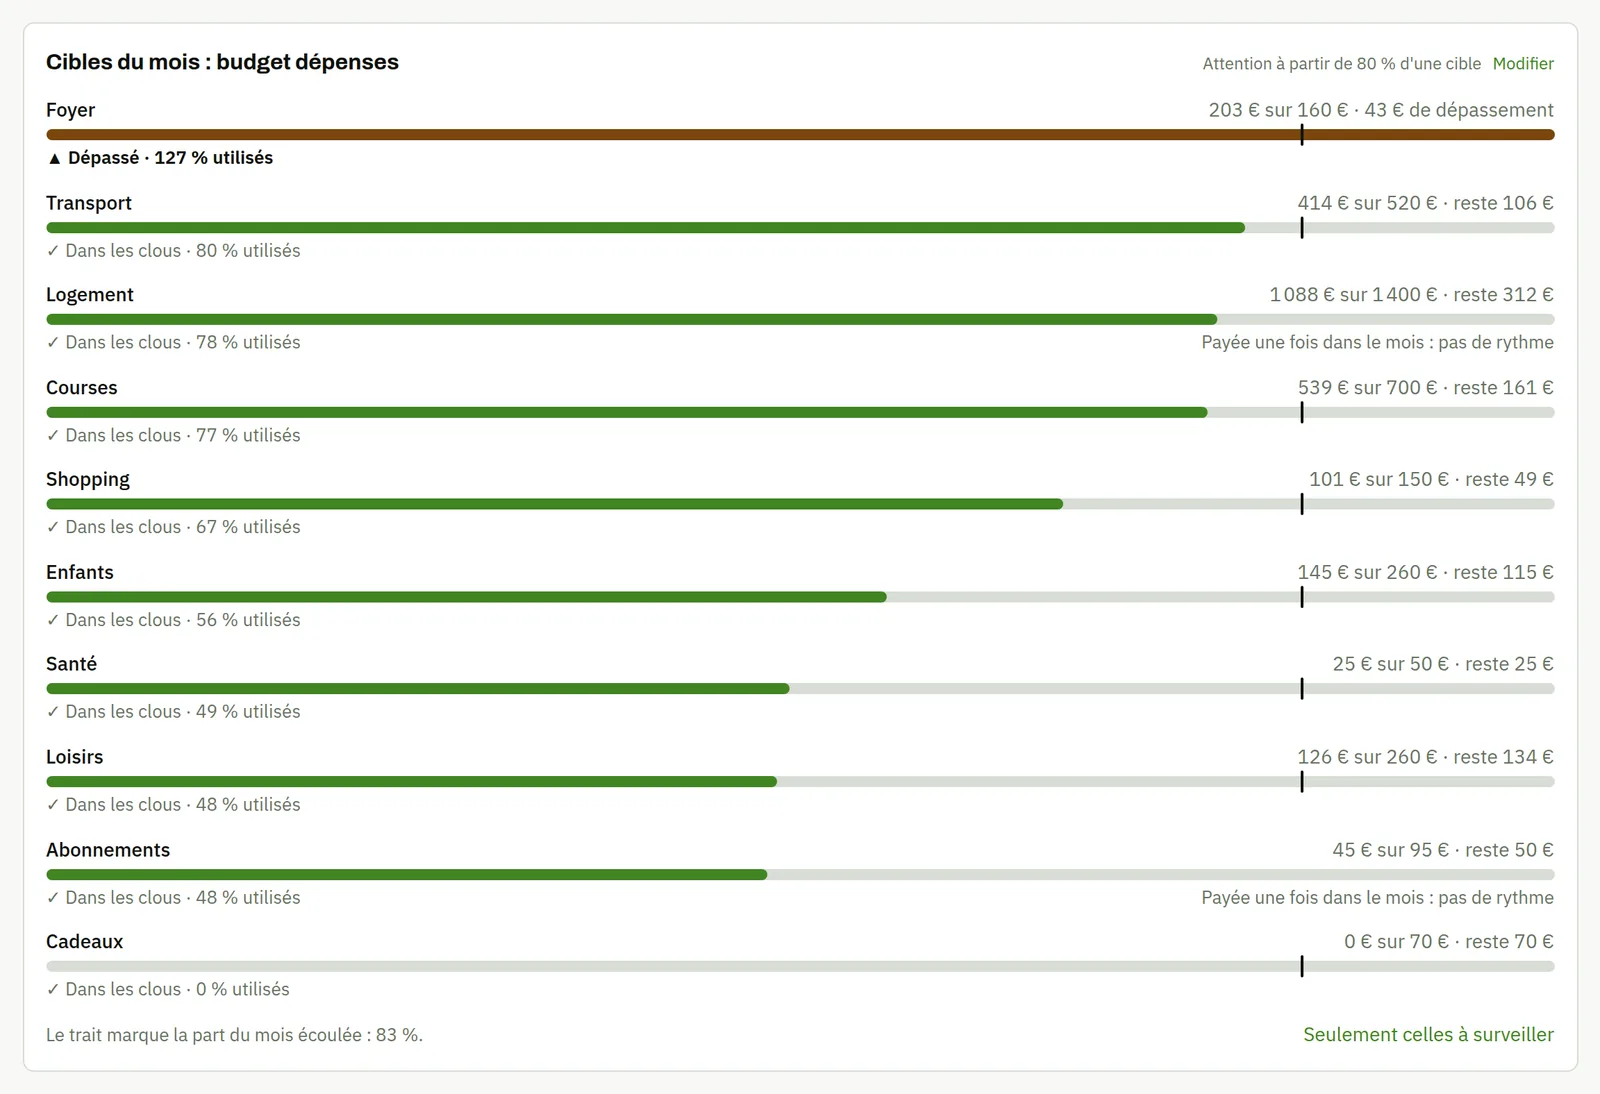 Cibles du mois : budget dépenses
Attention à partir de 80 % d'une cible Modifier
Foyer
203 € sur 160 € · 43 € de dépassement
▲ Dépassé · 127 % utilisés
Transport
414 € sur 520 € · reste 106 €
✓ Dans les clous · 80 % utilisés
Logement
1 088 € sur 1 400 € · reste 312 €
✓ Dans les clous · 78 % utilisés
Payée une fois dans le mois : pas de rythme
Courses
539 € sur 700 € · reste 161 €
✓ Dans les clous · 77 % utilisés
Shopping
101 € sur 150 € · reste 49 €
✓ Dans les clous · 67 % utilisés
Enfants
145 € sur 260 € · reste 115 €
✓ Dans les clous · 56 % utilisés
Santé
25 € sur 50 € · reste 25 €
✓ Dans les clous · 49 % utilisés
Loisirs
126 € sur 260 € · reste 134 €
✓ Dans les clous · 48 % utilisés
Abonnements
45 € sur 95 € · reste 50 €
✓ Dans les clous · 48 % utilisés
Payée une fois dans le mois : pas de rythme
Cadeaux
0 € sur 70 € · reste 70 €
✓ Dans les clous · 0 % utilisés
Le trait marque la part du mois écoulée : 83 %.
Seulement celles à surveiller